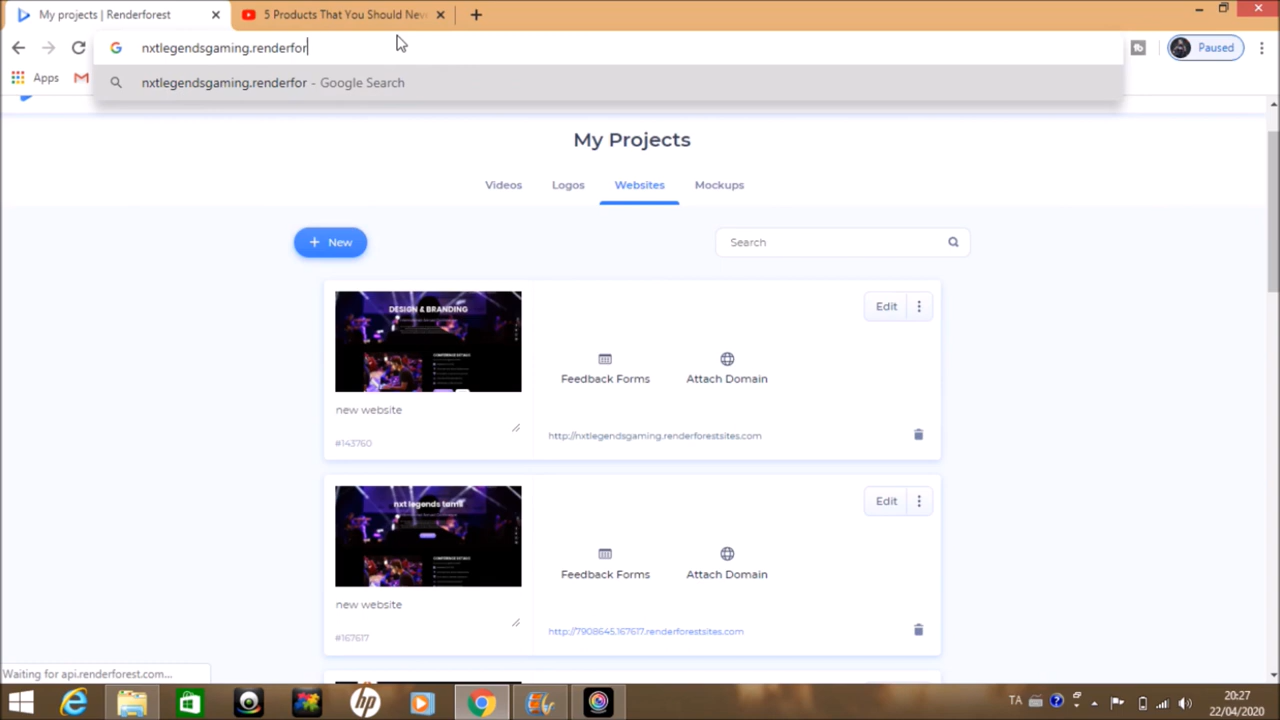 My projects | Renderforest
5 Products That You Should Nev
nxtlegendsgaming.renderfor
Paused
Apps
nxtlegendsgaming.renderfor - Google Search
My Projects
Videos Logos Websites Mockups
+ New
Search
DESIGN & BRANDING
Edit
Feedback Forms Attach Domain
new website
http://nxtlegendsgaming.renderforestsites.com
#143760
nxt legends tamil
Edit
Feedback Forms Attach Domain
new website
http://7908645.167617.renderforestsites.com
#167617
Waiting for api.renderforest.com...
TA
20:27
22/04/2020